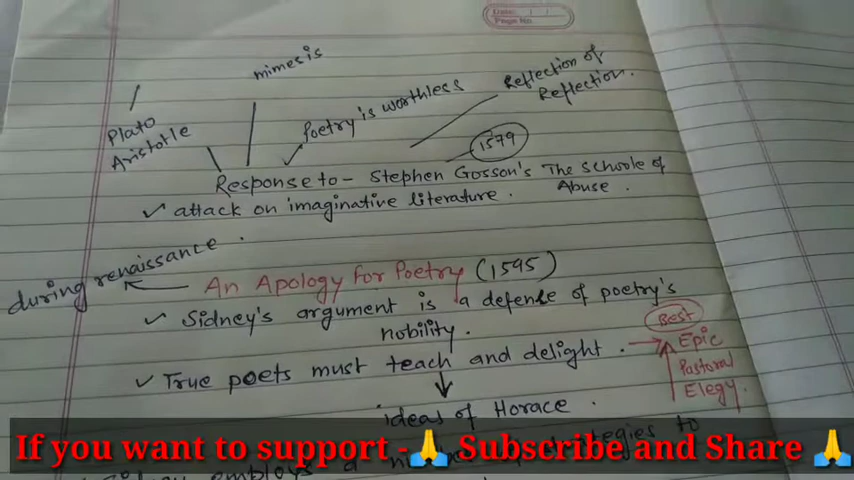 Date:
Page No.
mimesis
Reflection of
Reflection.
Poetry is worthless
Plato
Aristotle
1579
Response to - Stephen Gosson's The Schoole of
Abuse.
✓ attack on imaginative literature.
during renaissance.
An Apology for Poetry (1595)
✓ Sidney's argument is a defense of poetry's
nobility.
Best
✓ True poets must teach and delight. → Epic
Pastoral
Elegy.
ideas of Horace.
If you want to support -🙏 Subscribe and Share 🙏
employs a
to